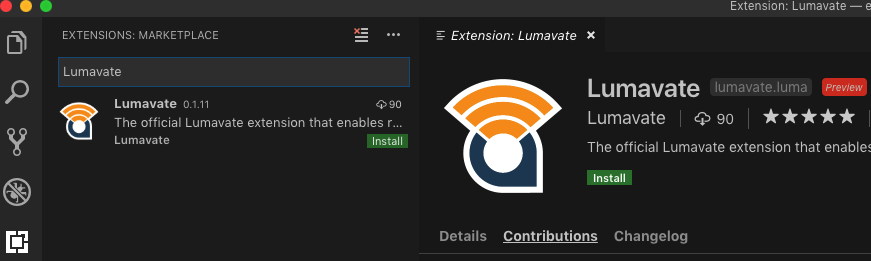 Extension: Lumavate — e
EXTENSIONS: MARKETPLACE
Extension: Lumavate
Lumavate
Lumavate 0.1.11 90
The official Lumavate extension that enables r...
Lumavate Install
Lumavate lumavate.luma Preview
Lumavate 90
The official Lumavate extension that enables
Install
Details Contributions Changelog